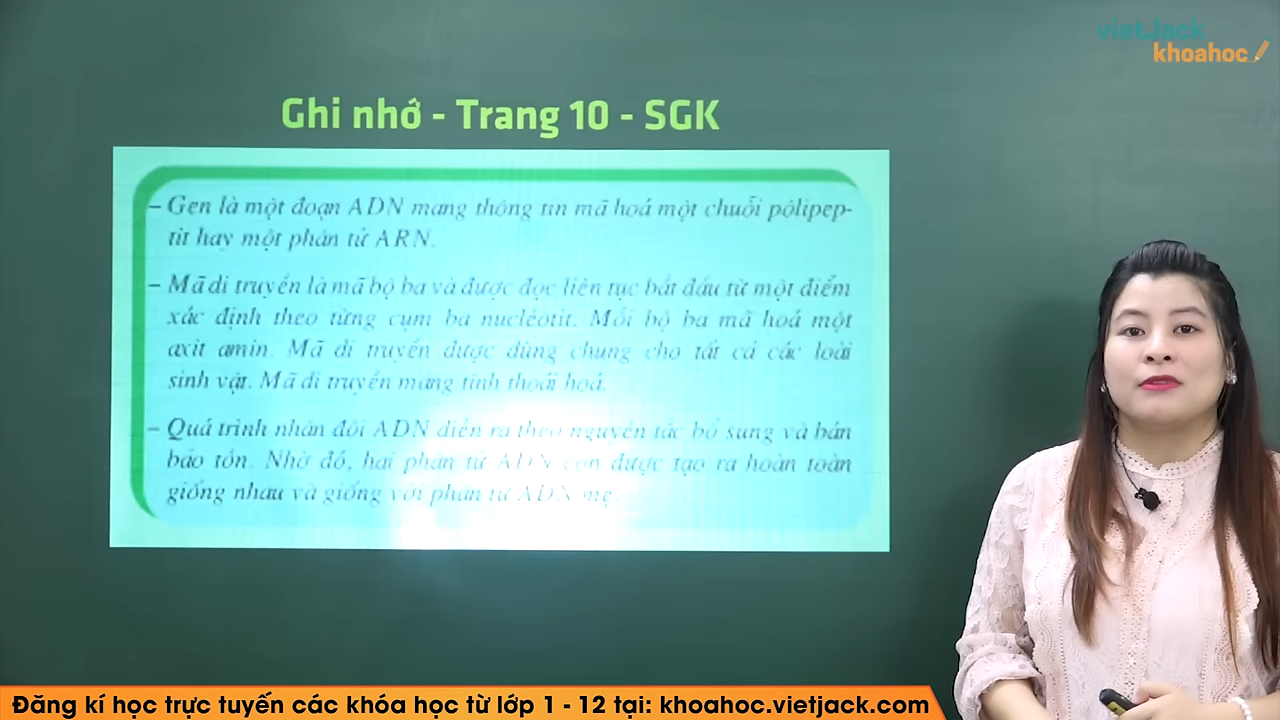 vietJack
khoahoc
Ghi nhớ - Trang 10 - SGK
– Gen là một đoạn ADN mang thông tin mã hoá một chuỗi pôlipep-
tit hay một phân tử ARN.
– Mã di truyền là mã bộ ba và được đọc liên tục bắt đầu từ một điểm
xác định theo từng cụm ba nuclêôtit. Mỗi bộ ba mã hoá một
axit amin. Mã di truyền được dùng chung cho tất cả các loài
sinh vật. Mã di truyền mang tính thoái hoá.
– Quá trình nhân đôi ADN diễn ra theo nguyên tắc bổ sung và bán
bảo tồn. Nhờ đó, hai phân tử ADN con được tạo ra hoàn toàn
giống nhau và giống với phân tử ADN mẹ.
Đăng kí học trực tuyến các khóa học từ lớp 1 - 12 tại: khoahoc.vietjack.com